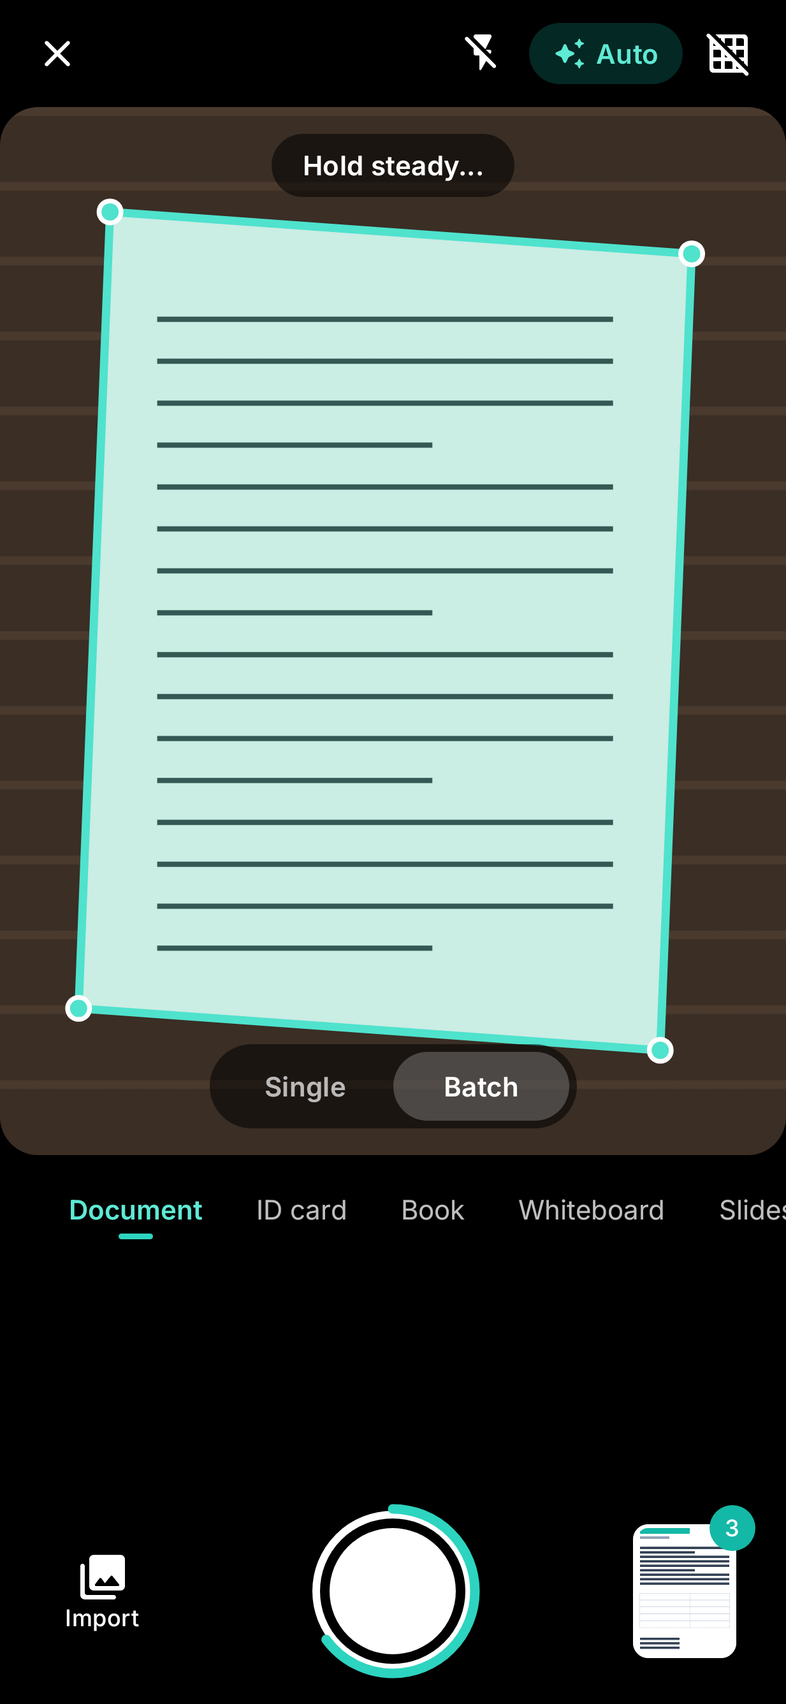 Auto
Hold steady...
Single Batch
Document ID card Book Whiteboard Slides
3
Import